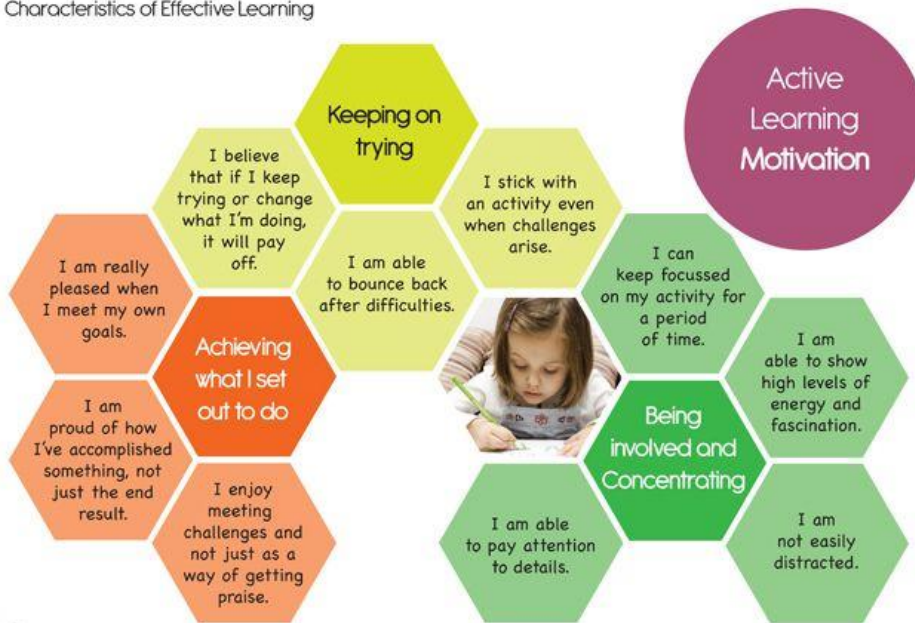 Characteristics of Effective Learning
Active
Learning
Motivation
Keeping on
trying
I believe
that if I keep
trying or change
what I'm doing,
it will pay
off.
I am able
to bounce back
after difficulties.
I stick with
an activity even
when challenges
arise.
Achieving
what I set
out to do
I am really
pleased when
I meet my own
goals.
I am
proud of how
I've accomplished
something, not
just the end
result.
I enjoy
meeting
challenges and
not just as a
way of getting
praise.
Being
involved and
Concentrating
I can
keep focussed
on my activity for
a period
of time.
I am
able to show
high levels of
energy and
fascination.
I am able
to pay attention
to details.
I am
not easily
distracted.